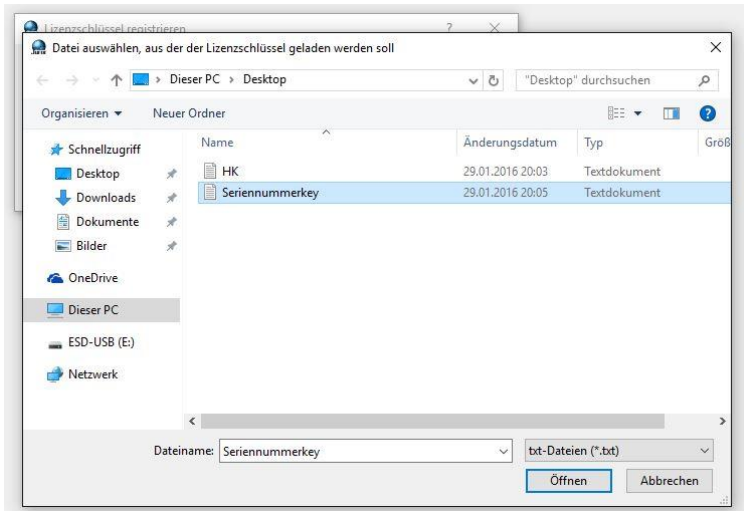 Lizenzschlüssel registrieren ? ×
Datei auswählen, aus der der Lizenzschlüssel geladen werden soll
Dieser PC > Desktop
"Desktop" durchsuchen
Organisieren
Neuer Ordner
Name
Änderungsdatum
Typ
Größ
HK 29.01.2016 20:03 Textdokument
Seriennummerkey 29.01.2016 20:05 Textdokument
Schnellzugriff
Desktop
Downloads
Dokumente
Bilder
OneDrive
Dieser PC
ESD-USB (E:)
Netzwerk
Dateiname: Seriennummerkey
txt-Dateien (*.txt)
Öffnen
Abbrechen